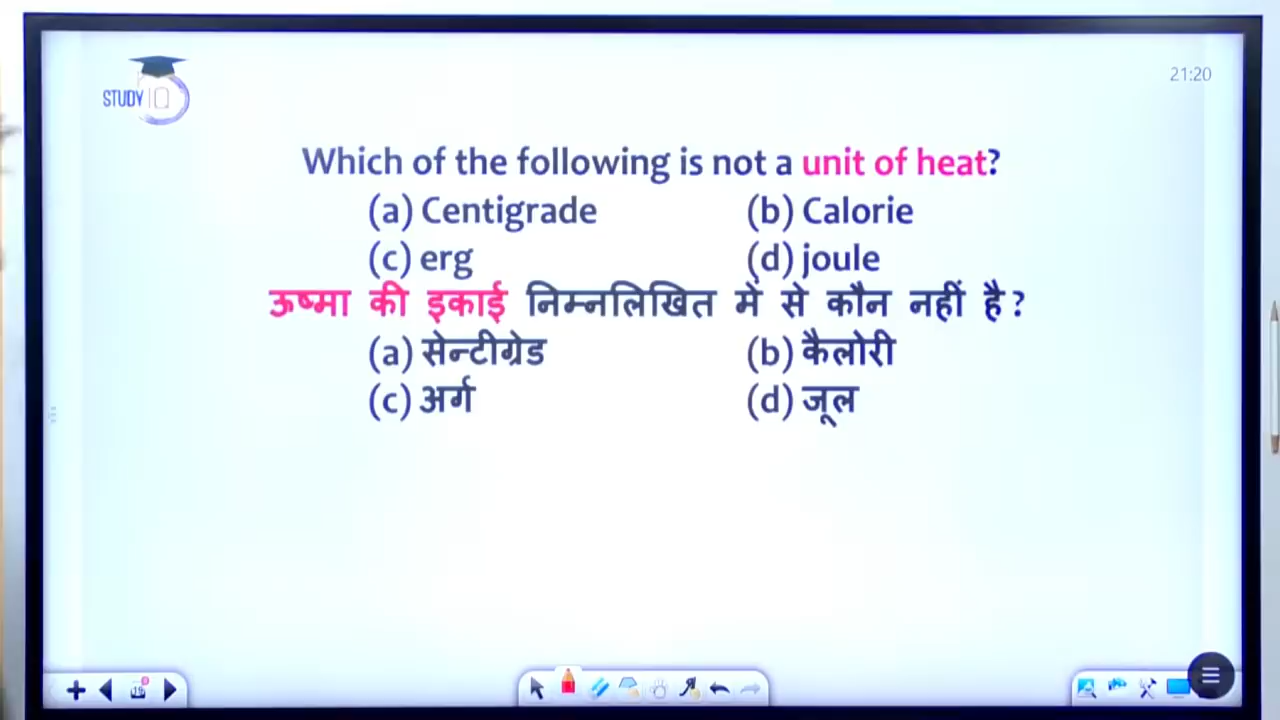 STUDY IQ
21:20
Which of the following is not a unit of heat?
(a) Centigrade (b) Calorie
(c) erg (d) joule
ऊष्मा की इकाई निम्नलिखित में से कौन नहीं है?
(a) सेन्टीग्रेड (b) कैलोरी
(c) अर्ग (d) जूल
19